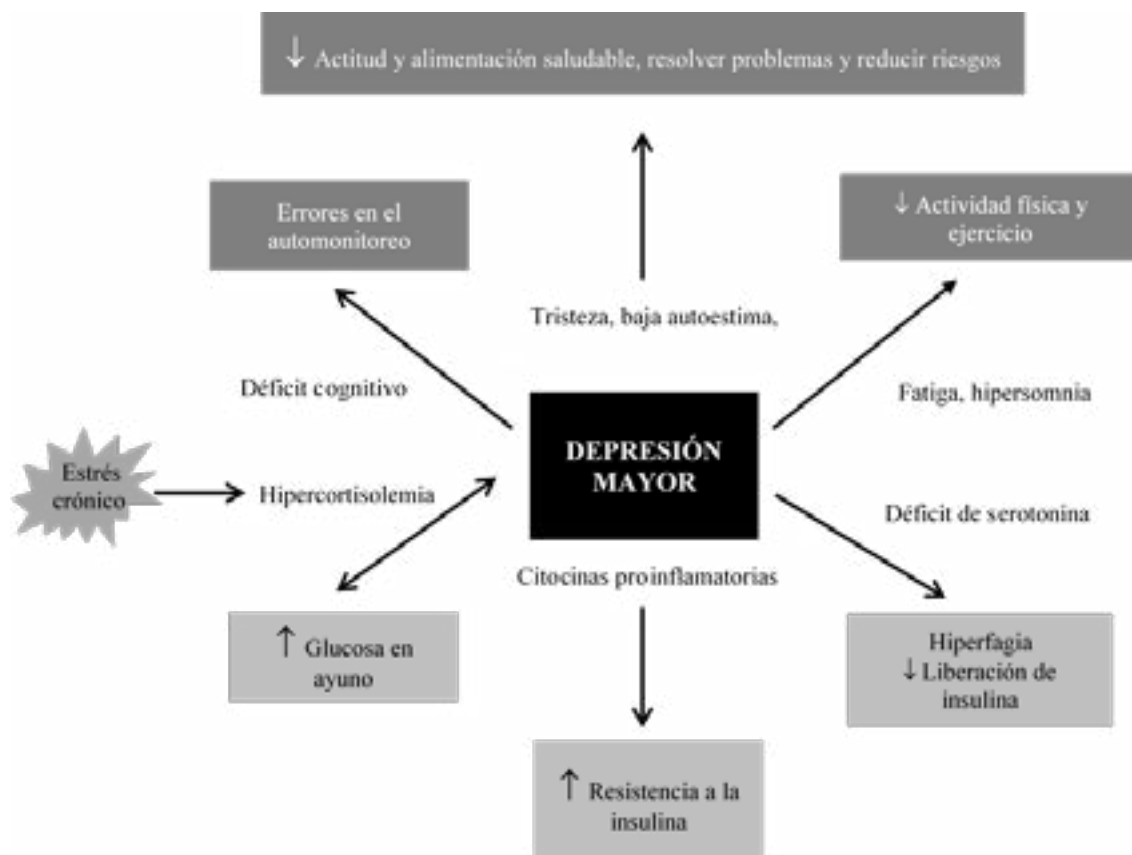 ↓ Actitud y alimentación saludable, resolver problemas y reducir riesgos
Errores en el
automonitoreo
↓ Actividad física y
ejercicio
Tristeza, baja autoestima,
Déficit cognitivo
Fatiga, hipersomnia
DEPRESIÓN
MAYOR
Estrés
crónico
Hipercortisolemia
Déficit de serotonina
Citocinas proinflamatorias
↑ Glucosa en
ayuno
Hiperfagia
↓ Liberación de
insulina
↑ Resistencia a la
insulina